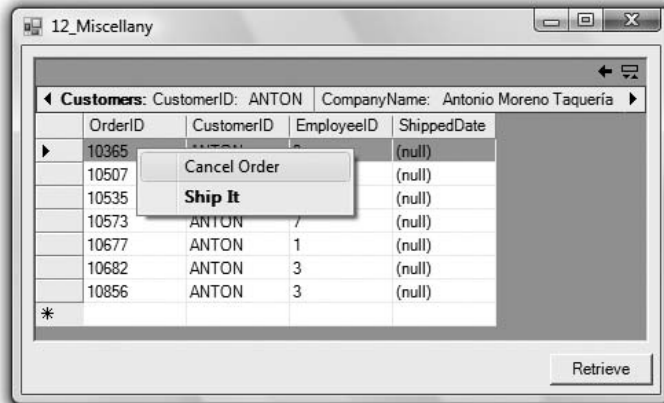 12_Miscellany
Customers: CustomerID: ANTON CompanyName: Antonio Moreno Taquería
OrderID CustomerID EmployeeID ShippedDate
10365 (null)
Cancel Order
10507 (null)
10535 (null)
Ship It
10573 ANTON 7 (null)
10677 ANTON 1 (null)
10682 ANTON 3 (null)
10856 ANTON 3 (null)
Retrieve